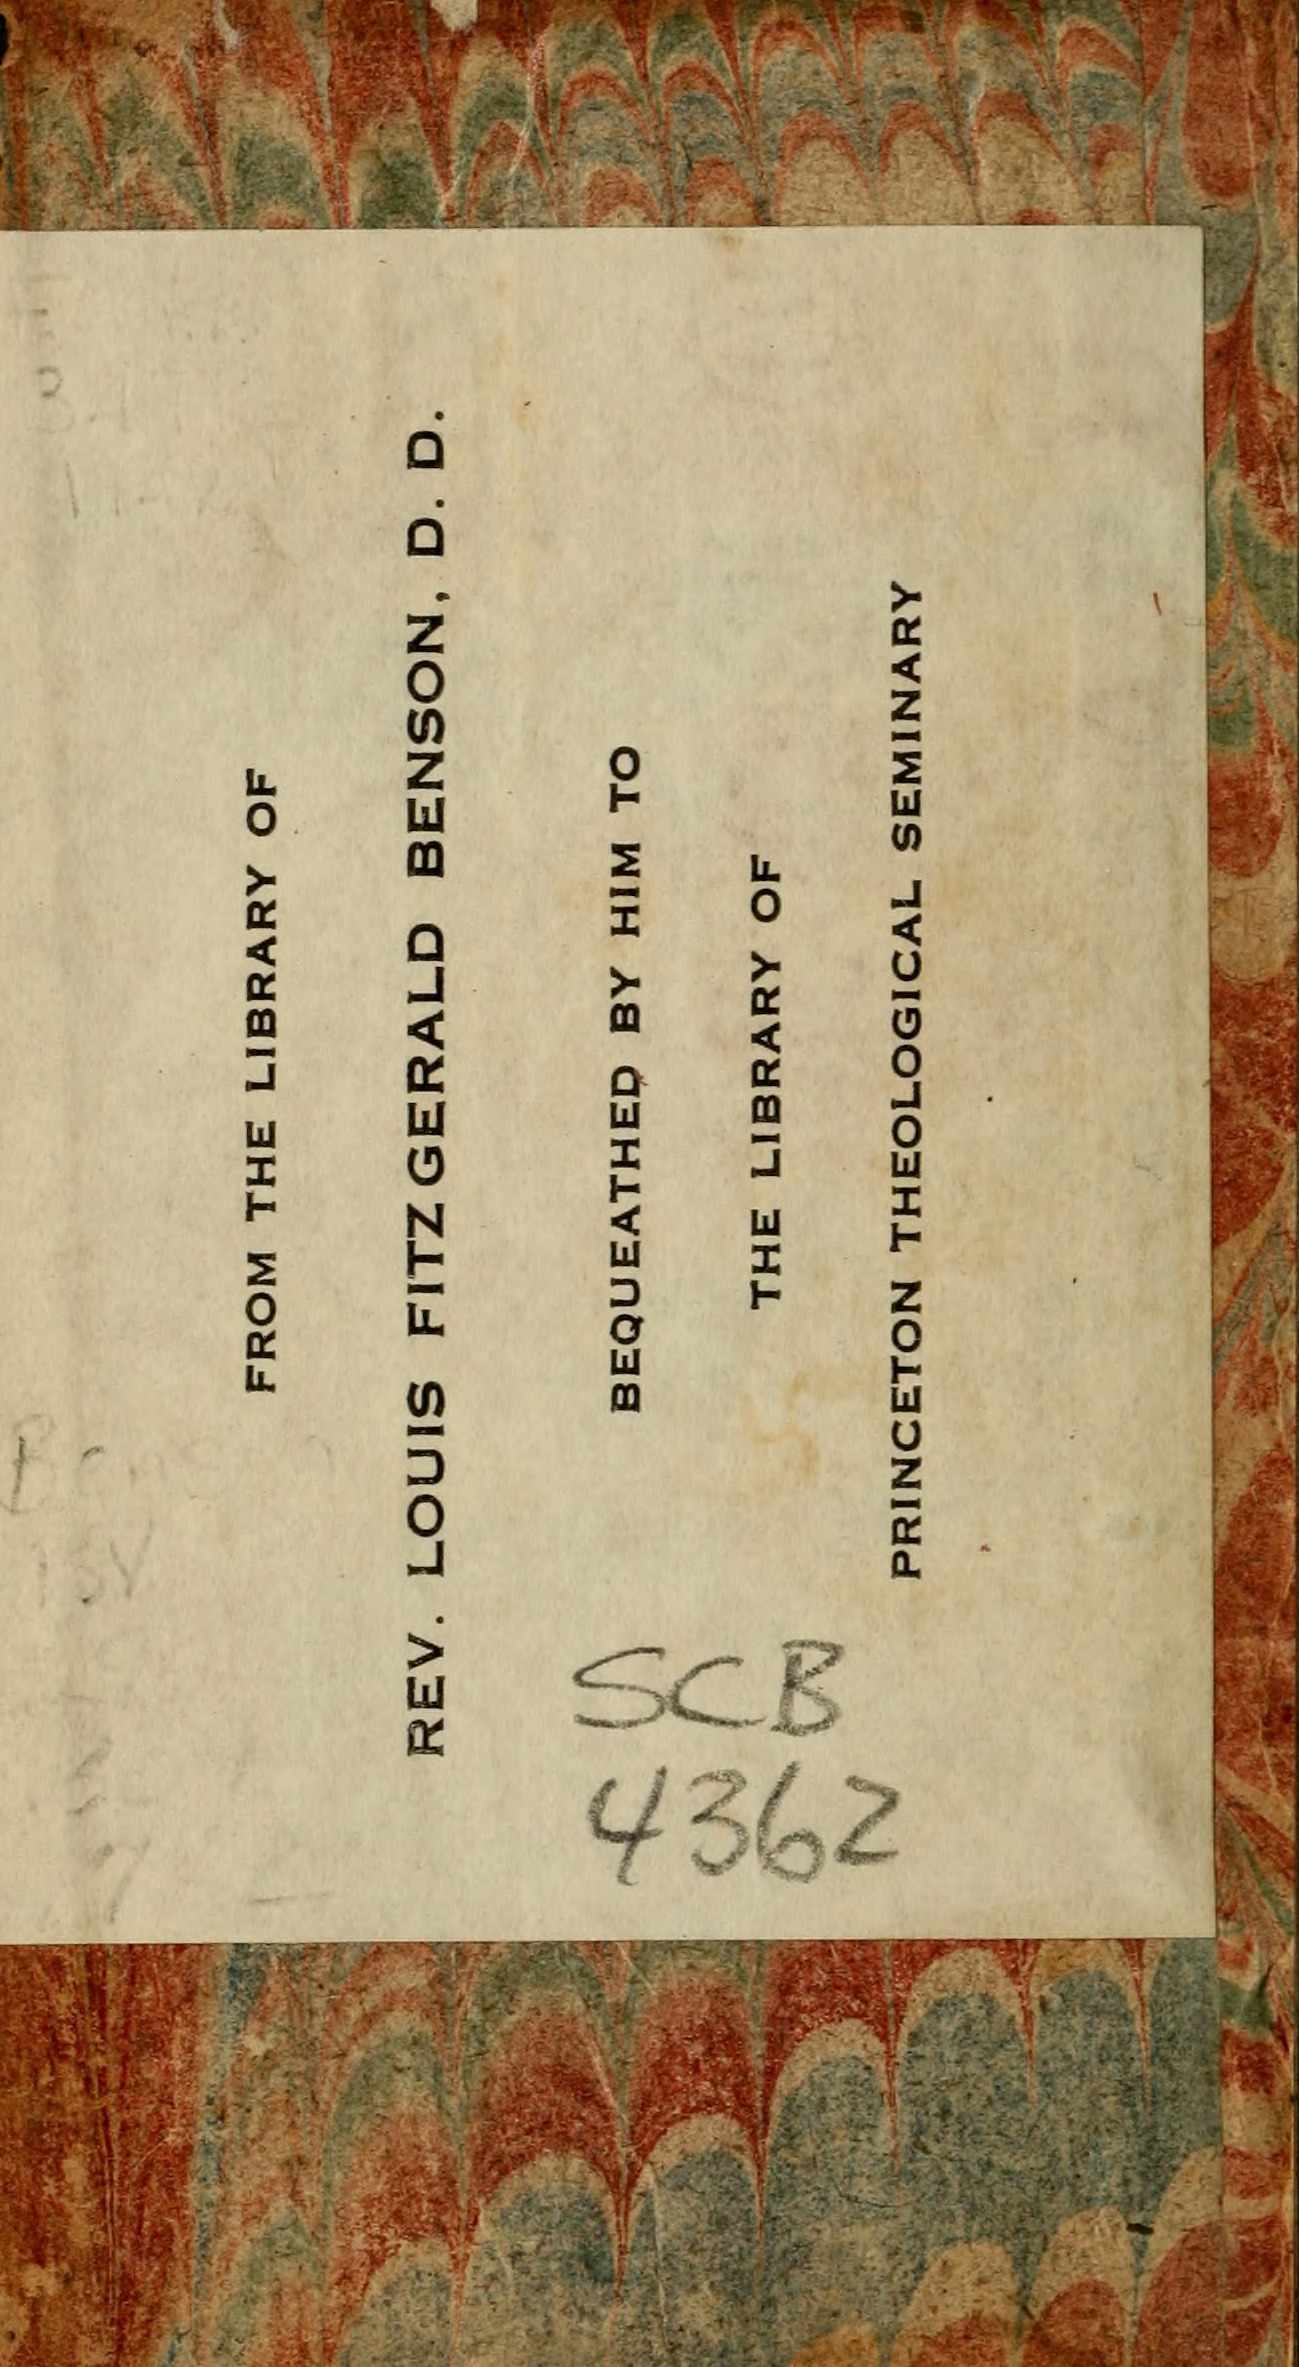 FROM THE LIBRARY OF
REV. LOUIS FITZGERALD BENSON, D. D.
BEQUEATHED BY HIM TO
THE LIBRARY OF
PRINCETON THEOLOGICAL SEMINARY
SCB
4362